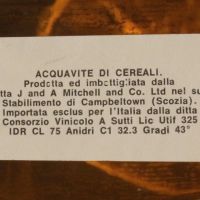 ACQUAVITE DI CEREALI.
Prodotta ed imbottigliata dalla
tta J and A Mitchell and Co. Ltd nel su
Stabilimento di Campbeltown (Scozia).
Importata esclus per l'Italia dalla ditta
Consorzio Vinicolo A Sutti Lic Utif 325
IDR CL 75 Anidri C1 32.3 Gradi 43°